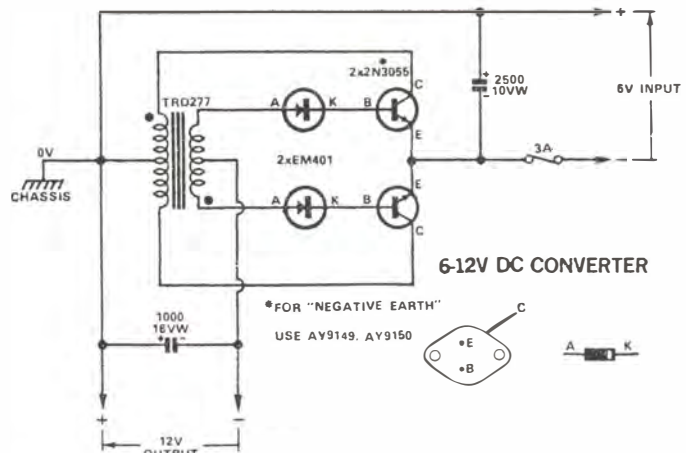 +
2x2N3055
*
C
2500
10VW
+
−
6V INPUT
TRD277
A
K
B
E
0V
CHASSIS
2xEM401
3A
−
A
K
B
E
C
6-12V DC CONVERTER
*FOR "NEGATIVE EARTH"
USE AY9149. AY9150
C
E
B
A
K
1000
16VW
+
−
+
−
12V
OUTPUT